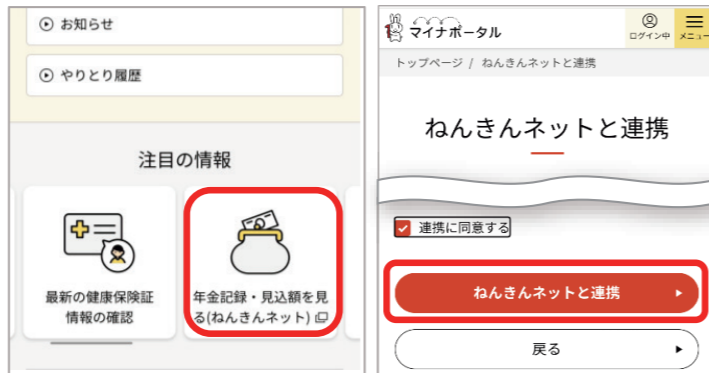 お知らせ
やりとり履歴
注目の情報
最新の健康保険証
情報の確認
年金記録・見込額を見
る(ねんきんネット)
マイナポータル
ログイン中
メニュー
トップページ / ねんきんネットと連携
ねんきんネットと連携
連携に同意する
ねんきんネットと連携
戻る